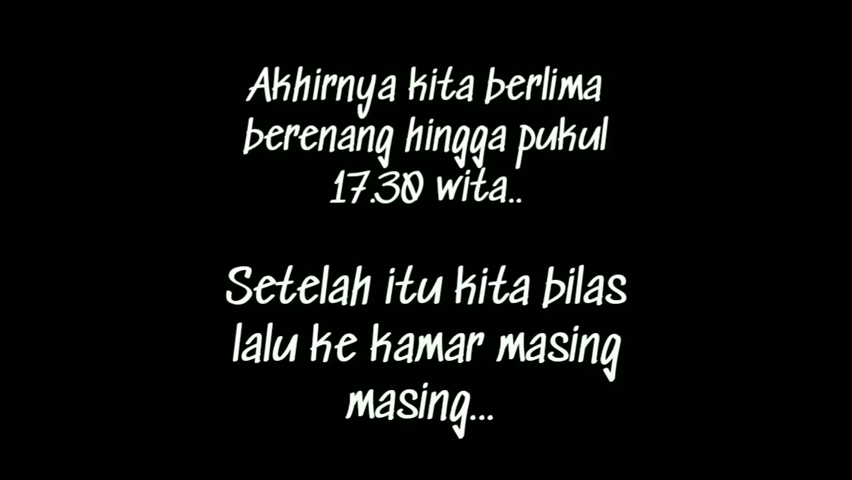 Akhirnya kita berlima
berenang hingga pukul
17.30 wita..
Setelah itu kita bilas
lalu ke kamar masing
masing...